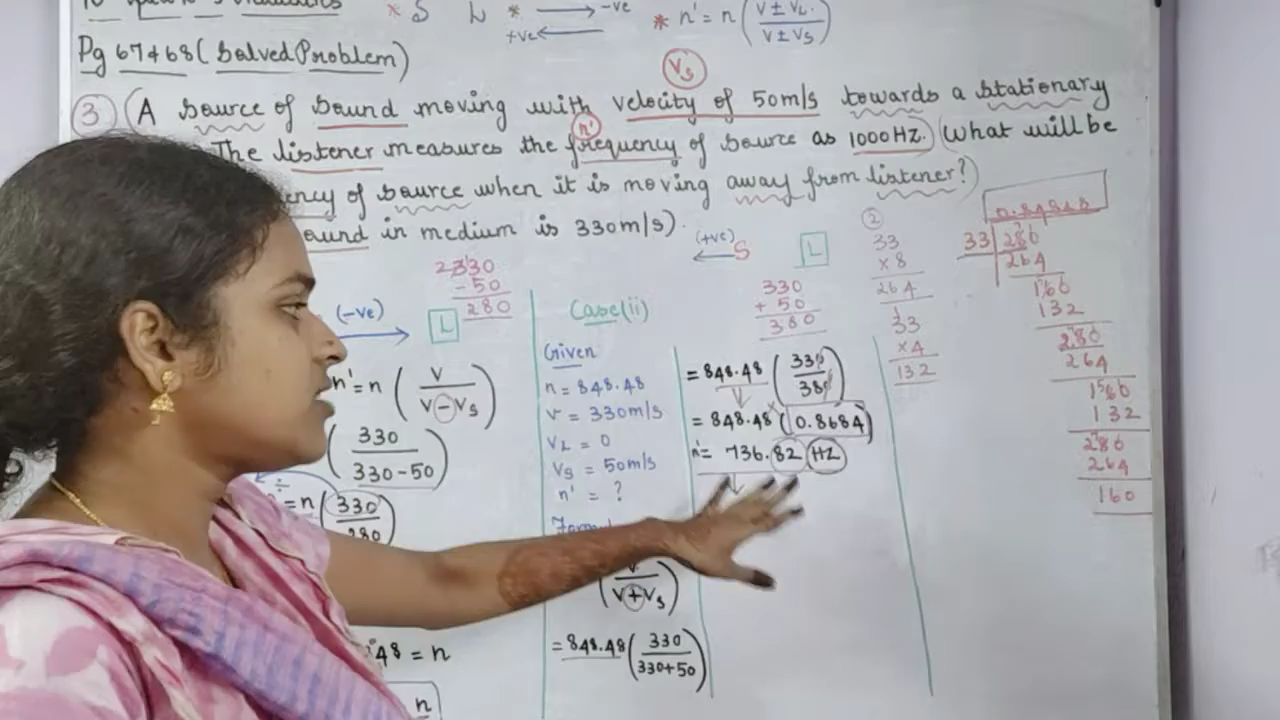 * S L * → -ve
+ve ←
* n' = n (V ± VL / V ± VS)
Pg 67 & 68 (Solved Problem)
VS
3 (A source of sound moving with velocity of 50m/s towards a stationary
n'
The listener measures the frequency of source as 1000HZ. (What will be
of source when it is moving away from listener?)
in medium is 330m/s).
(-ve) → L
2330
- 50
280
n' = n (V / V - VS)
(330 / 330-50)
÷
= n (330 / 280)
48 = n
n
Case(ii)
Given
n = 848.48
v = 330m/s
VL = 0
VS = 50m/s
n' = ?
(V / V + VS)
= 848.48 (330 / 330+50)
(+ve) ← S L
330
+ 50
380
= 848.48 (330 / 380)
= 848.48 × (0.8684)
n' = 736.82 HZ
2
33
× 8
264
33
× 4
132
0.84848
33 280
264
160
132
280
264
160
132
280
264
160